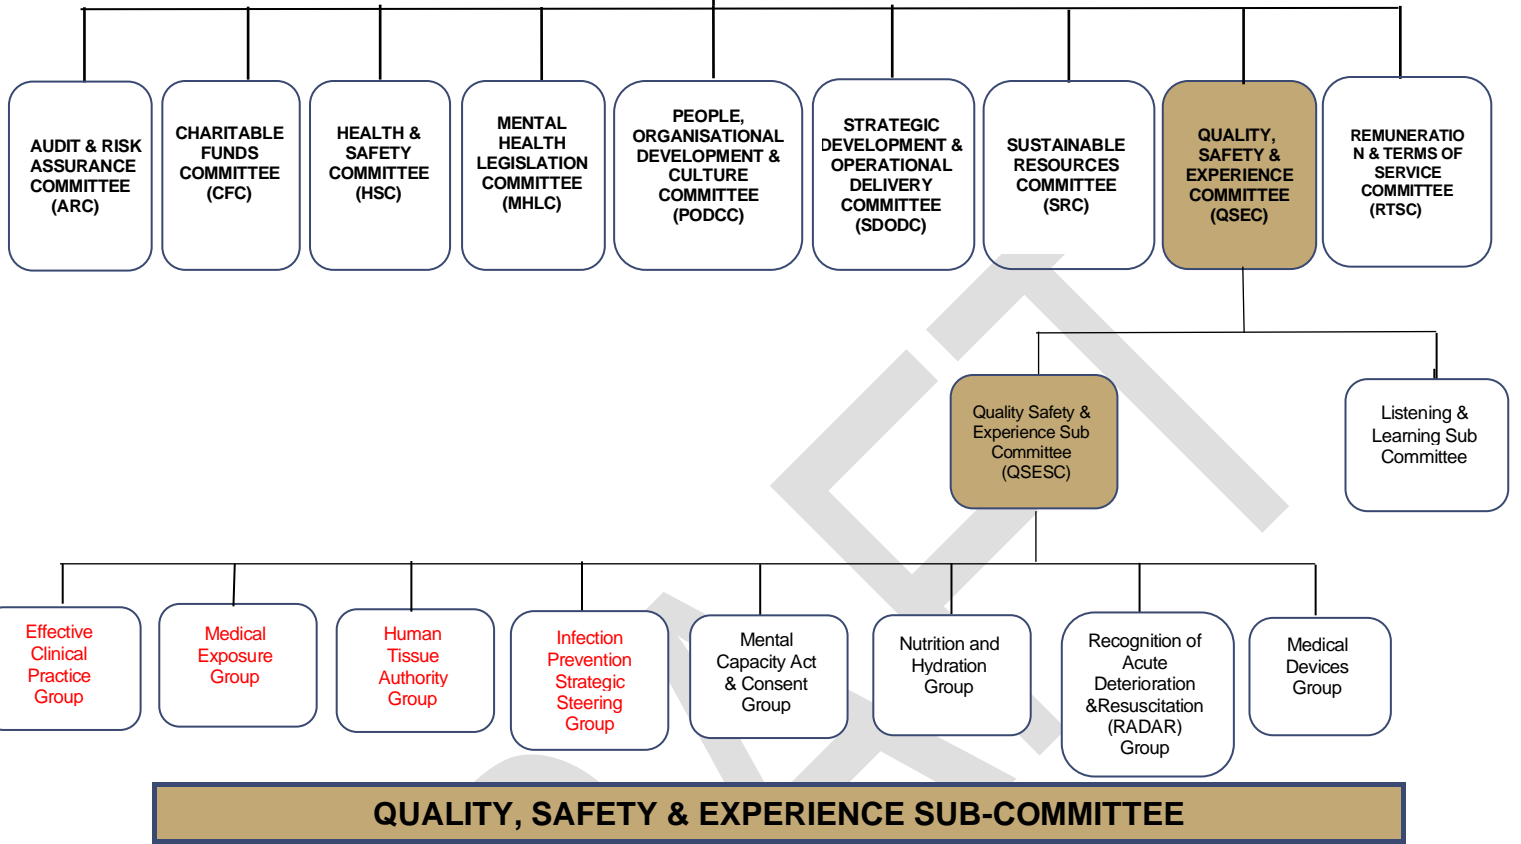 AUDIT & RISK
ASSURANCE
COMMITTEE
(ARC)
CHARITABLE
FUNDS
COMMITTEE
(CFC)
HEALTH &
SAFETY
COMMITTEE
(HSC)
MENTAL
HEALTH
LEGISLATION
COMMITTEE
(MHLC)
PEOPLE,
ORGANISATIONAL
DEVELOPMENT &
CULTURE
COMMITTEE
(PODCC)
STRATEGIC
DEVELOPMENT &
OPERATIONAL
DELIVERY
COMMITTEE
(SDODC)
SUSTAINABLE
RESOURCES
COMMITTEE
(SRC)
QUALITY,
SAFETY &
EXPERIENCE
COMMITTEE
(QSEC)
REMUNERATIO
N & TERMS OF
SERVICE
COMMITTEE
(RTSC)
Quality Safety &
Experience Sub
Committee
(QSESC)
Listening &
Learning Sub
Committee
Effective
Clinical
Practice
Group
Medical
Exposure
Group
Human
Tissue
Authority
Group
Infection
Prevention
Strategic
Steering
Group
Mental
Capacity Act
& Consent
Group
Nutrition and
Hydration
Group
Recognition of
Acute
Deterioration
&Resuscitation
(RADAR)
Group
Medical
Devices
Group
QUALITY, SAFETY & EXPERIENCE SUB-COMMITTEE